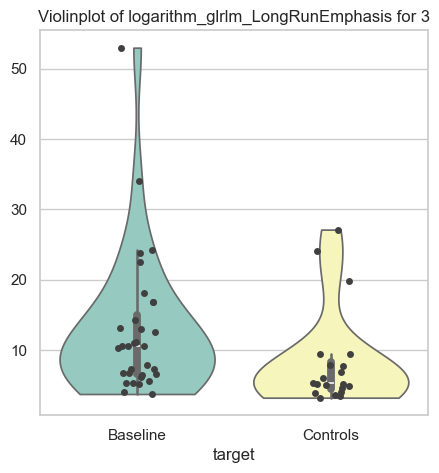 Violinplot of logarithm_glrlm_LongRunEmphasis for 3
50
40
30
20
10
Baseline Controls
target